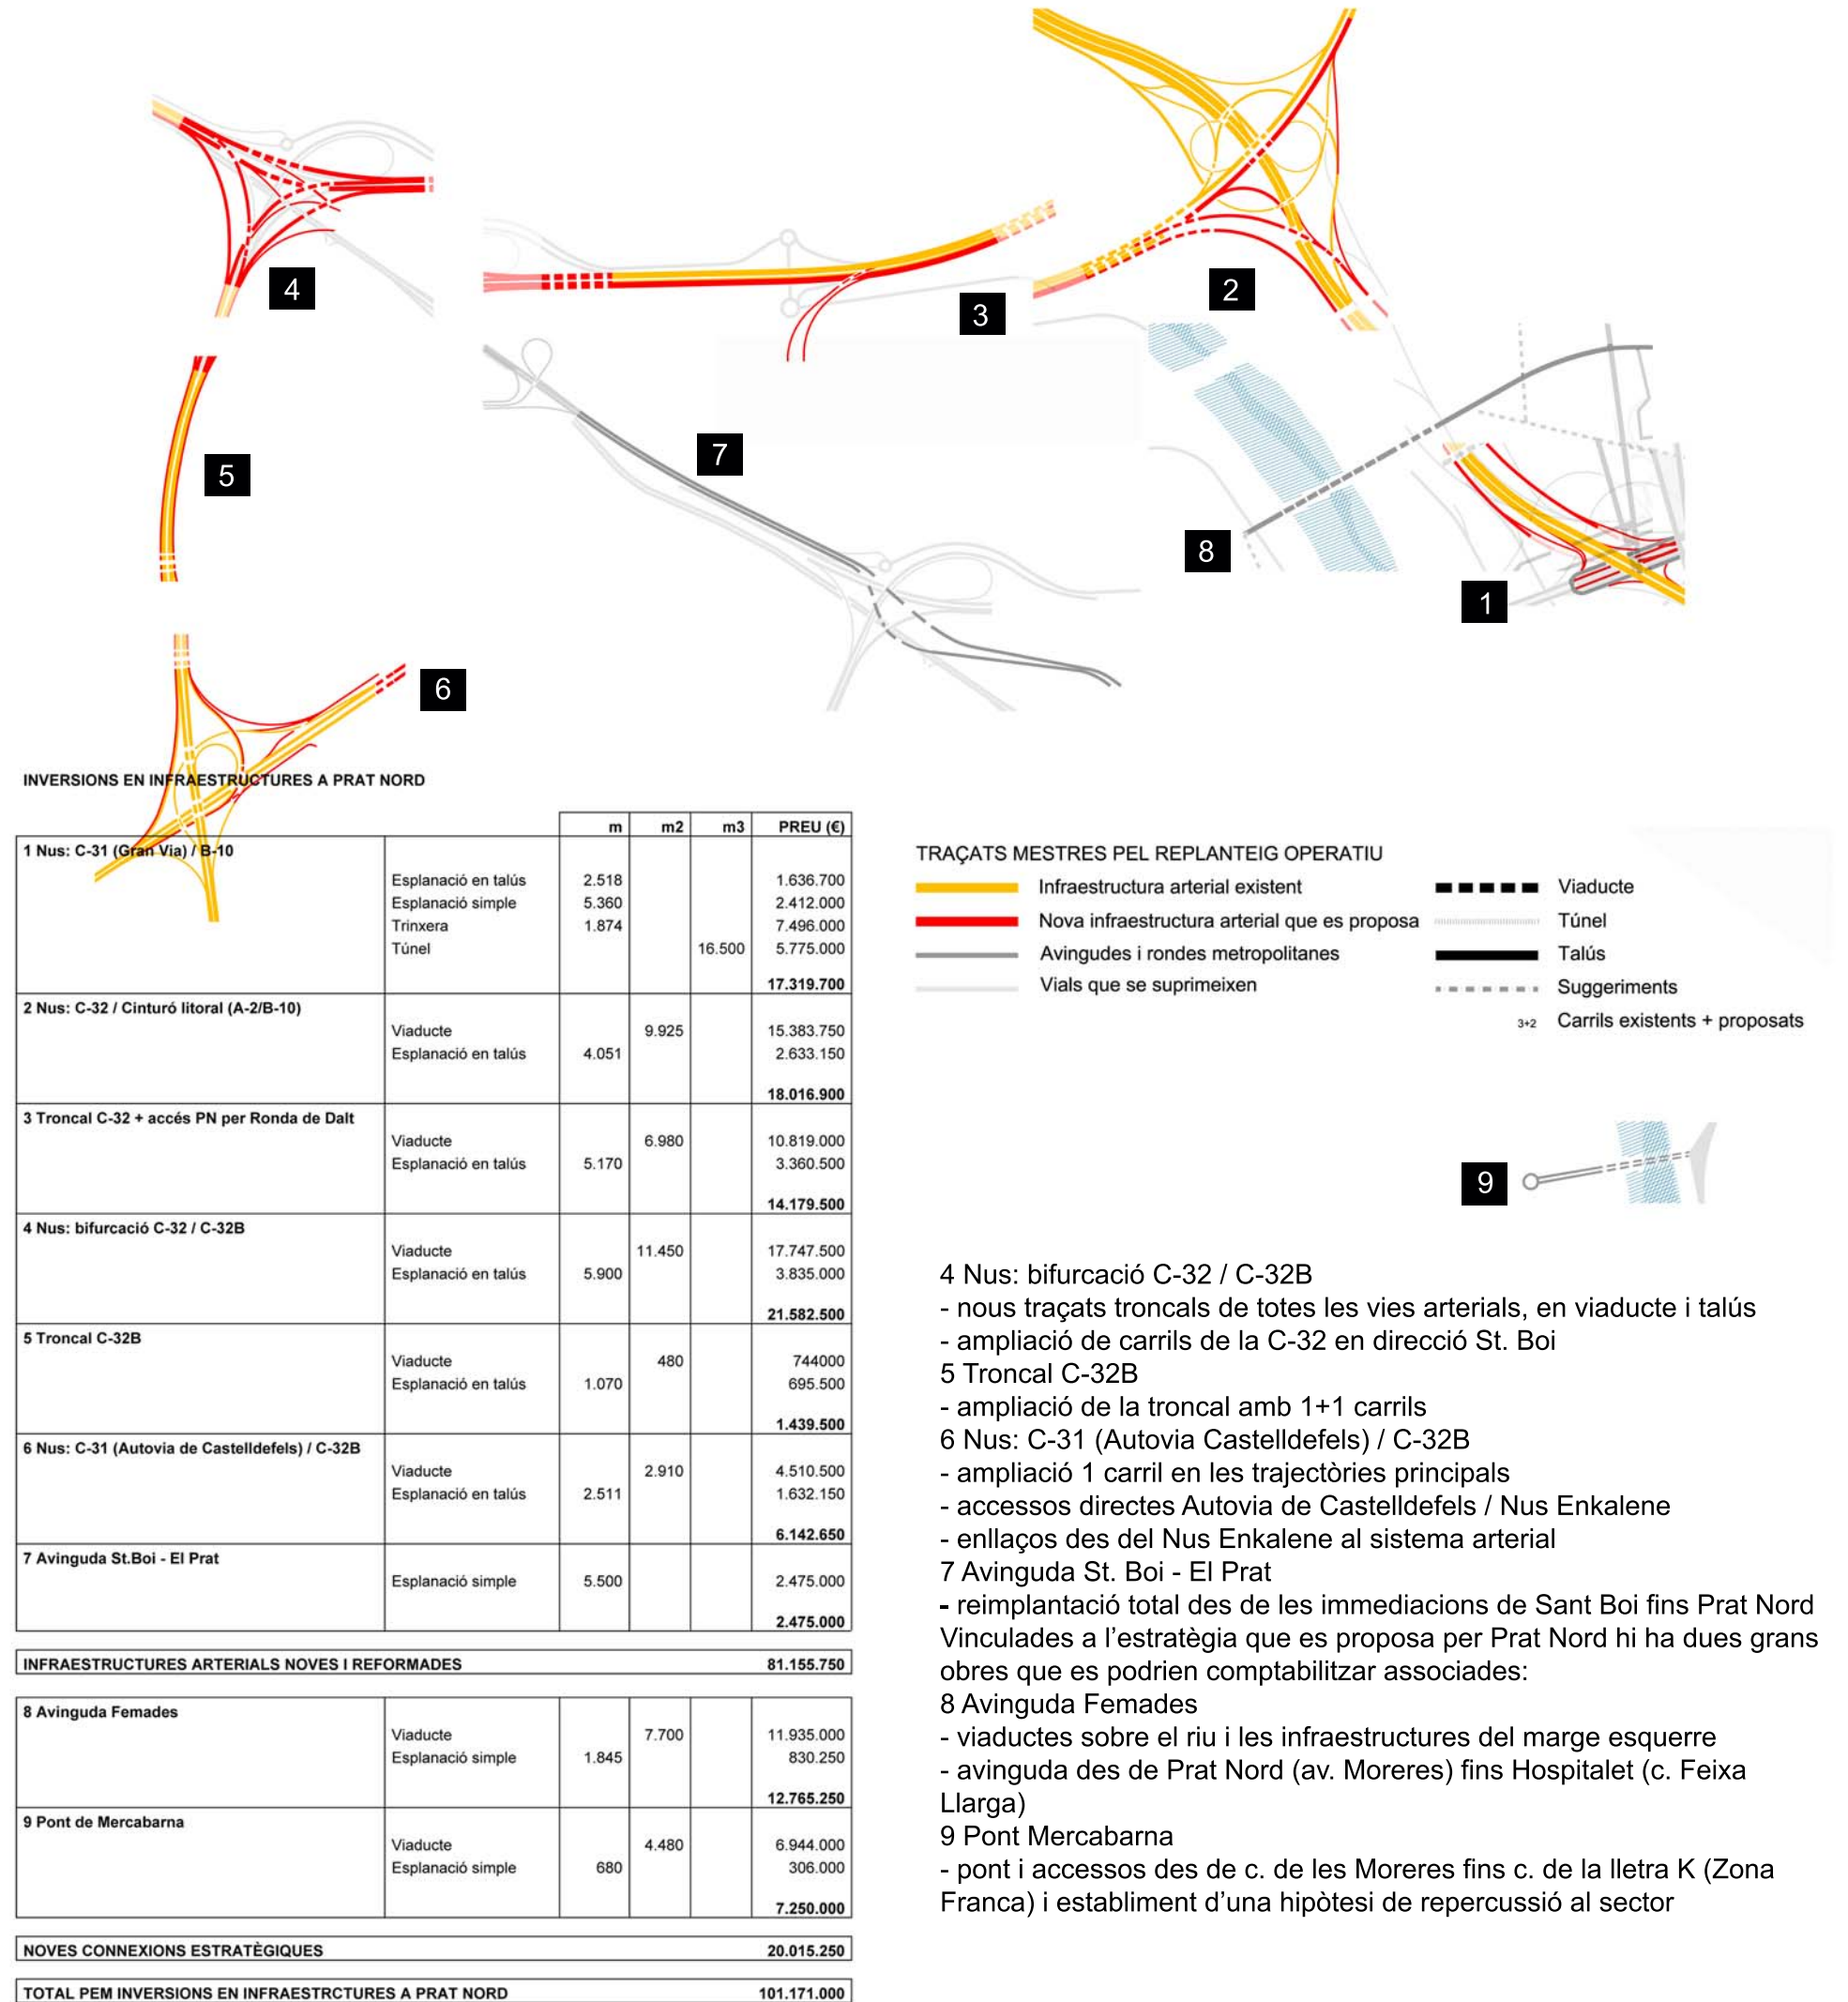 4
3
2
5
7
8
1
6
9
INVERSIONS EN INFRAESTRUCTURES A PRAT NORD
m m2 m3 PREU (€)
1 Nus: C-31 (Gran Via) / B-10
Esplanació en talús 2.518 1.636.700
Esplanació simple 5.360 2.412.000
Trinxera 1.874 7.496.000
Túnel 16.500 5.775.000
17.319.700
2 Nus: C-32 / Cinturó litoral (A-2/B-10)
Viaducte 9.925 15.383.750
Esplanació en talús 4.051 2.633.150
18.016.900
3 Troncal C-32 + accés PN per Ronda de Dalt
Viaducte 6.980 10.819.000
Esplanació en talús 5.170 3.360.500
14.179.500
4 Nus: bifurcació C-32 / C-32B
Viaducte 11.450 17.747.500
Esplanació en talús 5.900 3.835.000
21.582.500
5 Troncal C-32B
Viaducte 480 744000
Esplanació en talús 1.070 695.500
1.439.500
6 Nus: C-31 (Autovia de Castelldefels) / C-32B
Viaducte 2.910 4.510.500
Esplanació en talús 2.511 1.632.150
6.142.650
7 Avinguda St.Boi - El Prat
Esplanació simple 5.500 2.475.000
2.475.000
INFRAESTRUCTURES ARTERIALS NOVES I REFORMADES 81.155.750
8 Avinguda Femades
Viaducte 7.700 11.935.000
Esplanació simple 1.845 830.250
12.765.250
9 Pont de Mercabarna
Viaducte 4.480 6.944.000
Esplanació simple 680 306.000
7.250.000
NOVES CONNEXIONS ESTRATÈGIQUES 20.015.250
TOTAL PEM INVERSIONS EN INFRAESTRCTURES A PRAT NORD 101.171.000
TRAÇATS MESTRES PEL REPLANTEIG OPERATIU
Infraestructura arterial existent
Nova infraestructura arterial que es proposa
Avingudes i rondes metropolitanes
Vials que se suprimeixen
Viaducte
Túnel
Talús
Suggeriments
3+2 Carrils existents + proposats
4 Nus: bifurcació C-32 / C-32B
- nous traçats troncals de totes les vies arterials, en viaducte i talús
- ampliació de carrils de la C-32 en direcció St. Boi
5 Troncal C-32B
- ampliació de la troncal amb 1+1 carrils
6 Nus: C-31 (Autovia Castelldefels) / C-32B
- ampliació 1 carril en les trajectòries principals
- accessos directes Autovia de Castelldefels / Nus Enkalene
- enllaços des del Nus Enkalene al sistema arterial
7 Avinguda St. Boi - El Prat
- reimplantació total des de les immediacions de Sant Boi fins Prat Nord
Vinculades a l’estratègia que es proposa per Prat Nord hi ha dues grans
obres que es podrien comptabilitzar associades:
8 Avinguda Femades
- viaductes sobre el riu i les infraestructures del marge esquerre
- avinguda des de Prat Nord (av. Moreres) fins Hospitalet (c. Feixa
Llarga)
9 Pont Mercabarna
- pont i accessos des de c. de les Moreres fins c. de la lletra K (Zona
Franca) i establiment d’una hipòtesi de repercussió al sector